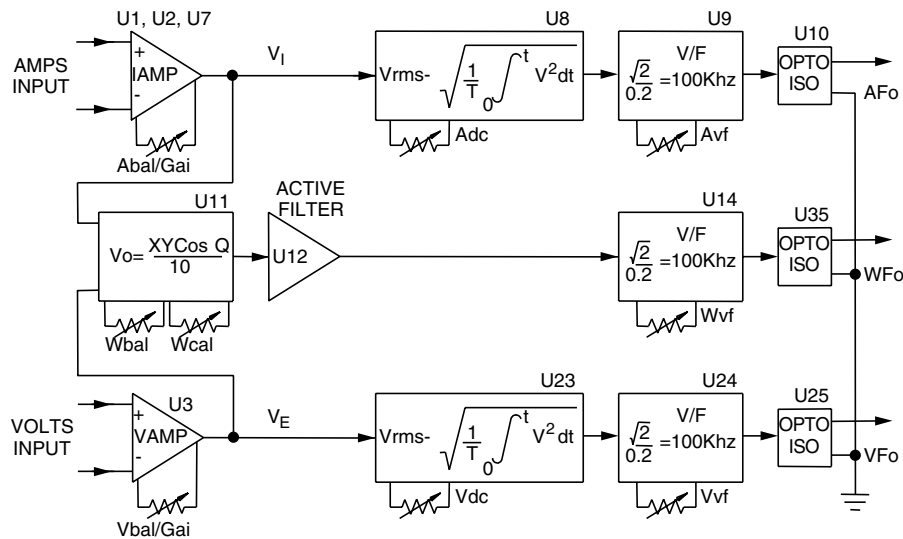 U1, U2, U7
U8
U9
U10
AMPS
INPUT
+
IAMP
-
V_I
Vrms- √ 1/T 0∫t V²dt
V/F
√2/0.2 =100Khz
OPTO
ISO
AFo
Abal/Gai
Adc
Avf
U11
ACTIVE
FILTER
U14
U35
Vo= XYCos Q/10
U12
V/F
√2/0.2 =100Khz
OPTO
ISO
WFo
Wbal
Wcal
Wvf
U3
U23
U24
U25
VOLTS
INPUT
+
VAMP
-
V_E
Vrms- √ 1/T 0∫t V²dt
V/F
√2/0.2 =100Khz
OPTO
ISO
VFo
Vbal/Gai
Vdc
Vvf